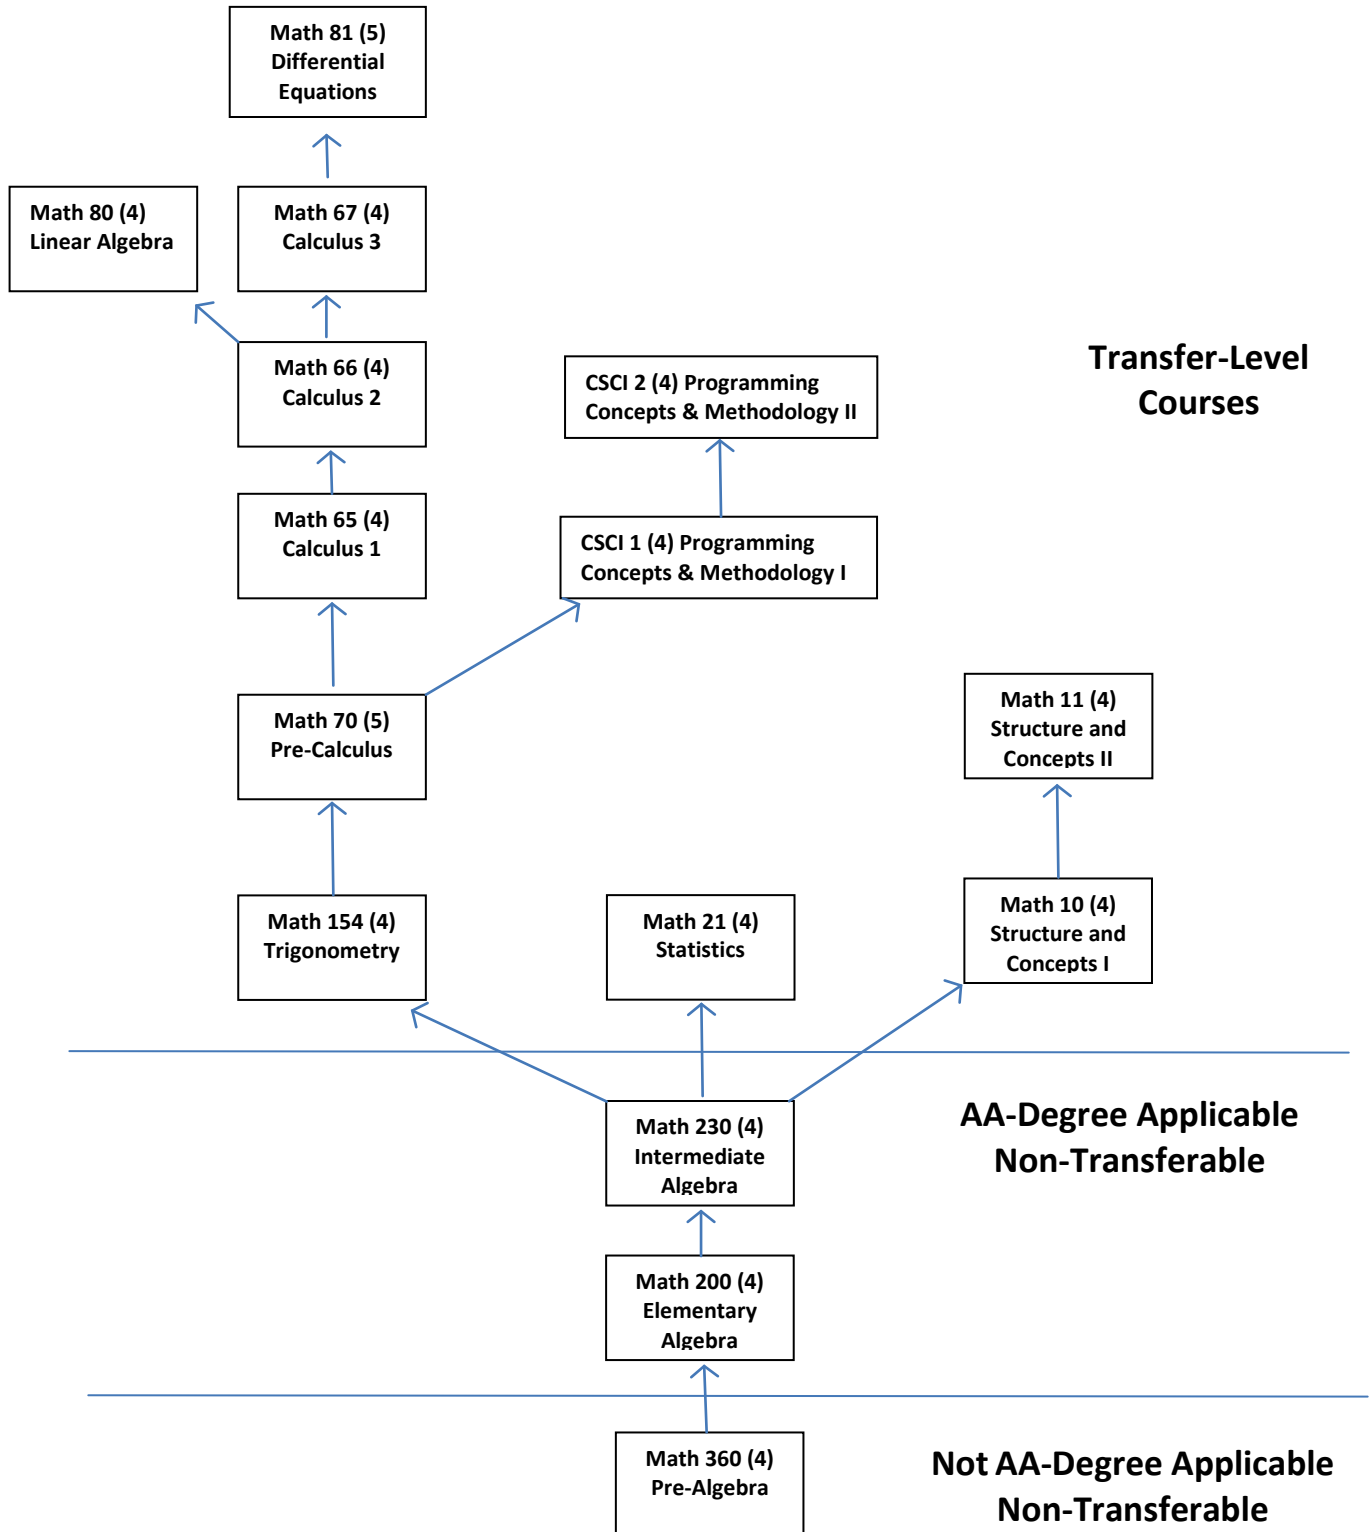 Math 81 (5)
Differential
Equations
Math 80 (4)
Linear Algebra
Math 67 (4)
Calculus 3
Math 66 (4)
Calculus 2
CSCI 2 (4) Programming
Concepts & Methodology II
Transfer-Level
Courses
Math 65 (4)
Calculus 1
CSCI 1 (4) Programming
Concepts & Methodology I
Math 70 (5)
Pre-Calculus
Math 11 (4)
Structure and
Concepts II
Math 154 (4)
Trigonometry
Math 21 (4)
Statistics
Math 10 (4)
Structure and
Concepts I
Math 230 (4)
Intermediate
Algebra
AA-Degree Applicable
Non-Transferable
Math 200 (4)
Elementary
Algebra
Math 360 (4)
Pre-Algebra
Not AA-Degree Applicable
Non-Transferable